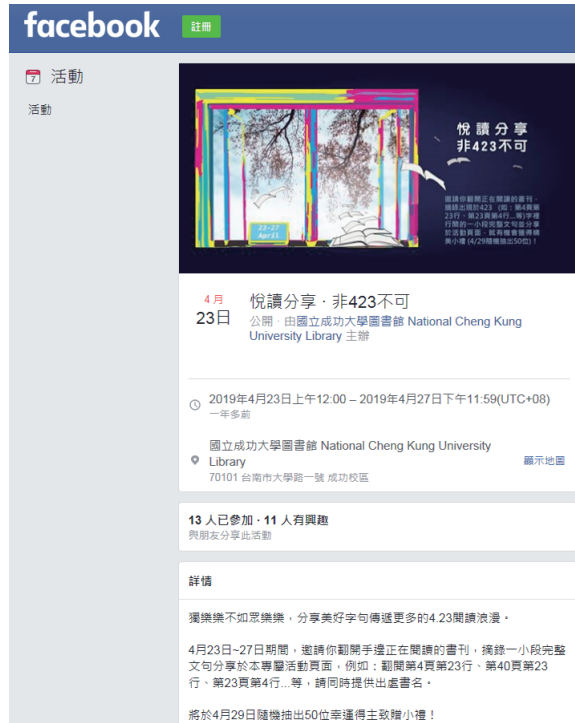 facebook
註冊
7
活動
活動
悅讀分享
非423不可
邀請你翻開正在閱讀的書刊，
摘錄出現於423 (如：第4頁第
23行、第23頁第4行...等)字裡
行間的一小段完整文句並分享
於活動頁面，就有機會獲得精
美小禮 (4/29隨機抽出50位)！
23-27
April
4月
23日
悅讀分享．非423不可
公開 · 由國立成功大學圖書館 National Cheng Kung
University Library 主辦
2019年4月23日上午12:00 – 2019年4月27日下午11:59(UTC+08)
一年多前
國立成功大學圖書館 National Cheng Kung University
Library
顯示地圖
70101 台南市大學路一號 成功校區
13 人已參加 · 11 人有興趣
與朋友分享此活動
詳情
獨樂樂不如眾樂樂，分享美好字句傳遞更多的4.23閱讀浪漫。
4月23日~27日期間，邀請你翻開手邊正在閱讀的書刊，摘錄一小段完整
文句分享於本專屬活動頁面，例如：翻閱第4頁第23行、第40頁第23
行、第23頁第4行...等，請同時提供出處書名。
將於4月29日隨機抽出50位幸運得主致贈小禮！